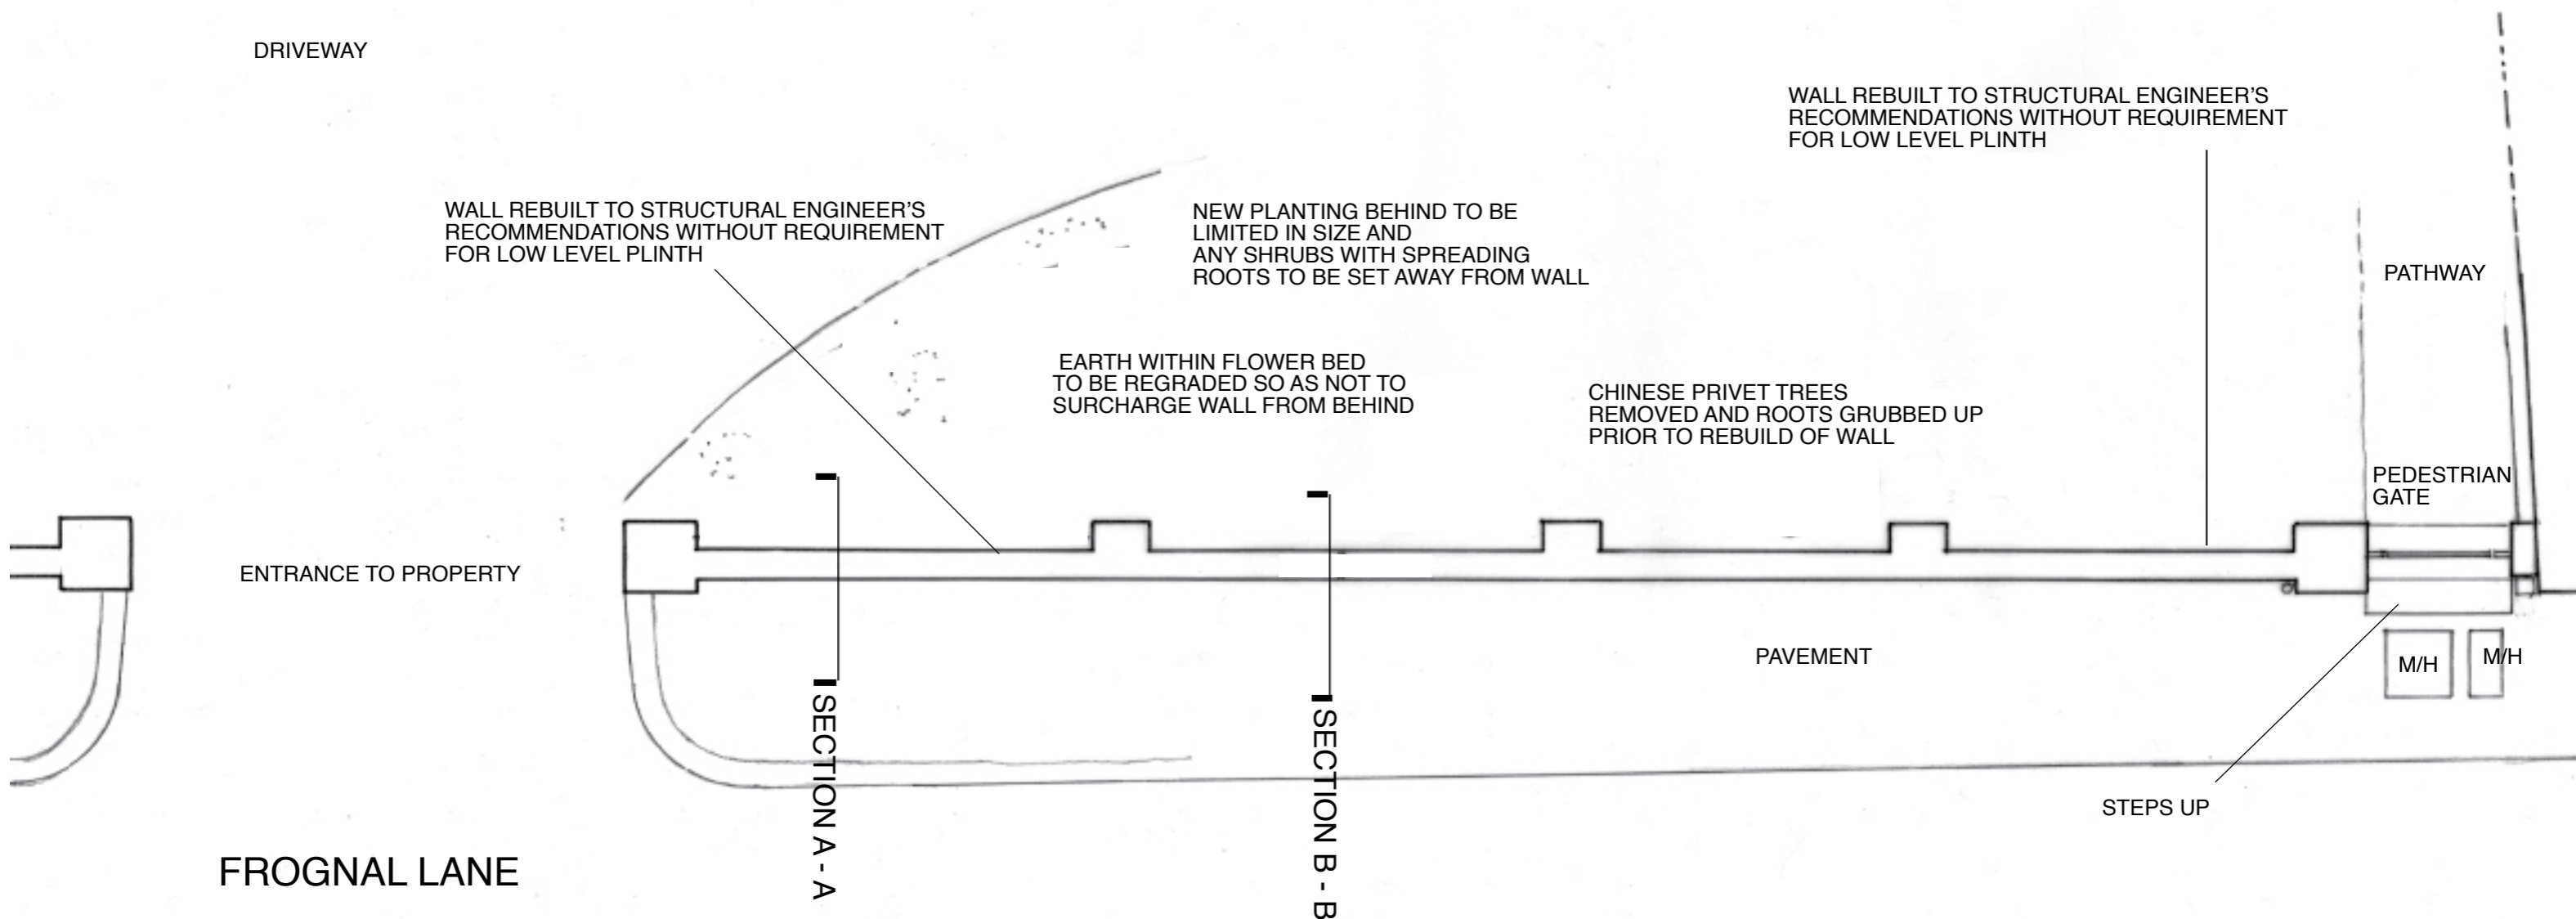 DRIVEWAY
WALL REBUILT TO STRUCTURAL ENGINEER'S
RECOMMENDATIONS WITHOUT REQUIREMENT
FOR LOW LEVEL PLINTH
WALL REBUILT TO STRUCTURAL ENGINEER'S
RECOMMENDATIONS WITHOUT REQUIREMENT
FOR LOW LEVEL PLINTH
NEW PLANTING BEHIND TO BE
LIMITED IN SIZE AND
ANY SHRUBS WITH SPREADING
ROOTS TO BE SET AWAY FROM WALL
PATHWAY
EARTH WITHIN FLOWER BED
TO BE REGRADED SO AS NOT TO
SURCHARGE WALL FROM BEHIND
CHINESE PRIVET TREES
REMOVED AND ROOTS GRUBBED UP
PRIOR TO REBUILD OF WALL
PEDESTRIAN
GATE
ENTRANCE TO PROPERTY
PAVEMENT
M/H
M/H
SECTION A - A
SECTION B - B
STEPS UP
FROGNAL LANE